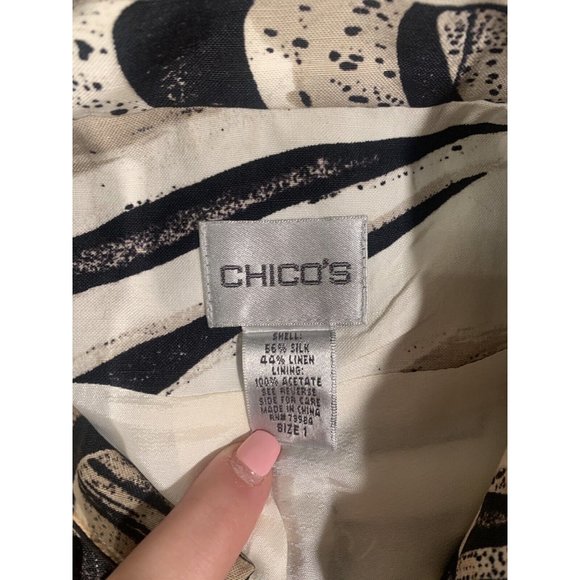 CHICO'S
SHELL:
56% SILK
44% LINEN
LINING:
100% ACETATE
SEE REVERSE
SIDE FOR CARE
MADE IN CHINA
RN# 79984
SIZE 1